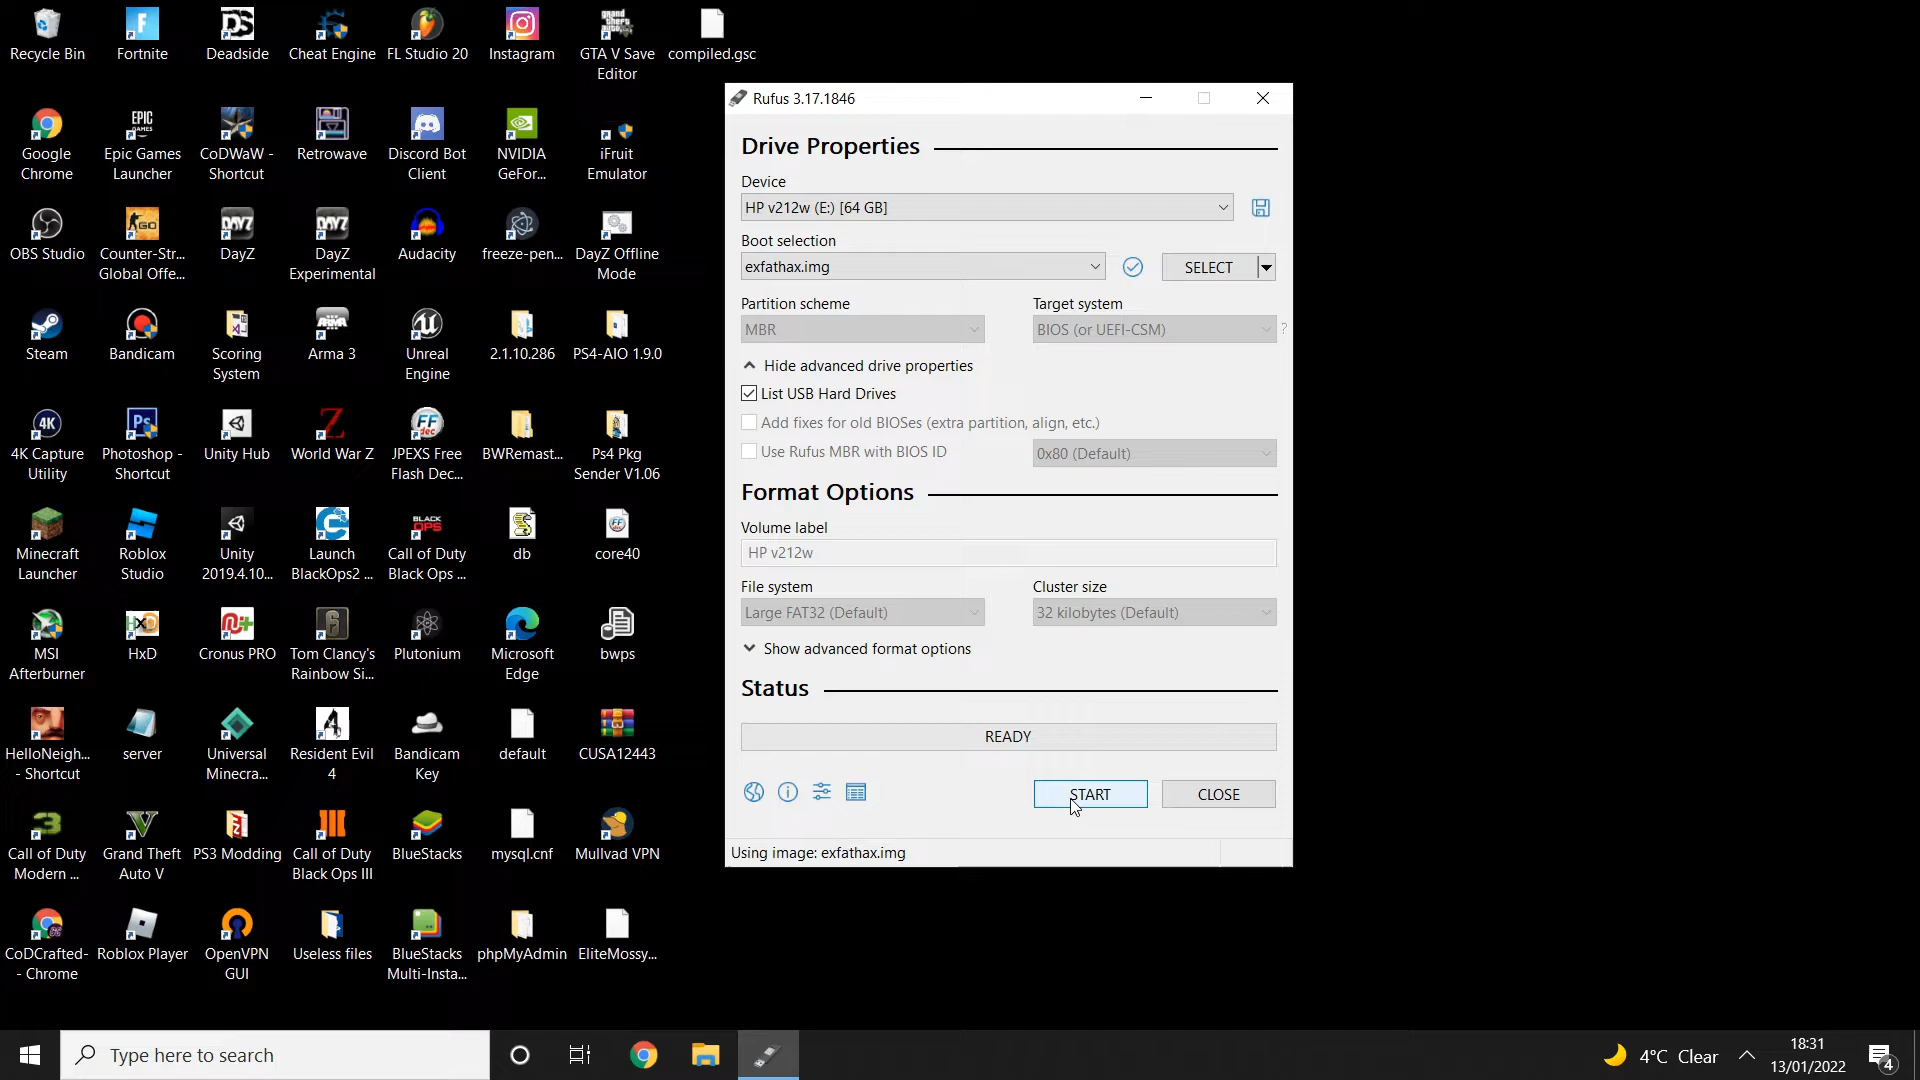 Recycle Bin
Fortnite
Deadside
Cheat Engine
FL Studio 20
Instagram
GTA V Save
Editor
compiled.gsc
Google
Chrome
Epic Games
Launcher
CoDWaW -
Shortcut
Retrowave
Discord Bot
Client
NVIDIA
GeFor...
iFruit
Emulator
OBS Studio
Counter-Str...
Global Offe...
DayZ
DayZ
Experimental
Audacity
freeze-pen...
DayZ Offline
Mode
Steam
Bandicam
Scoring
System
Arma 3
Unreal
Engine
2.1.10.286
PS4-AIO 1.9.0
4K Capture
Utility
Photoshop -
Shortcut
Unity Hub
World War Z
JPEXS Free
Flash Dec...
BWRemast...
Ps4 Pkg
Sender V1.06
Minecraft
Launcher
Roblox
Studio
Unity
2019.4.10...
Launch
BlackOps2 ...
Call of Duty
Black Ops ...
db
core40
MSI
Afterburner
HxD
Cronus PRO
Tom Clancy's
Rainbow Si...
Plutonium
Microsoft
Edge
bwps
HelloNeigh...
- Shortcut
server
Universal
Minecra...
Resident Evil
4
Bandicam
Key
default
CUSA12443
Call of Duty
Modern ...
Grand Theft
Auto V
PS3 Modding
Call of Duty
Black Ops III
BlueStacks
mysql.cnf
Mullvad VPN
CoDCrafted-
- Chrome
Roblox Player
OpenVPN
GUI
Useless files
BlueStacks
Multi-Insta...
phpMyAdmin
EliteMossy...
Rufus 3.17.1846
Drive Properties
Device
HP v212w (E:) [64 GB]
Boot selection
exfathax.img
SELECT
Partition scheme
Target system
MBR
BIOS (or UEFI-CSM)
?
Hide advanced drive properties
List USB Hard Drives
Add fixes for old BIOSes (extra partition, align, etc.)
Use Rufus MBR with BIOS ID
0x80 (Default)
Format Options
Volume label
HP v212w
File system
Cluster size
Large FAT32 (Default)
32 kilobytes (Default)
Show advanced format options
Status
READY
START
CLOSE
Using image: exfathax.img
Type here to search
4°C Clear
18:31
13/01/2022
4